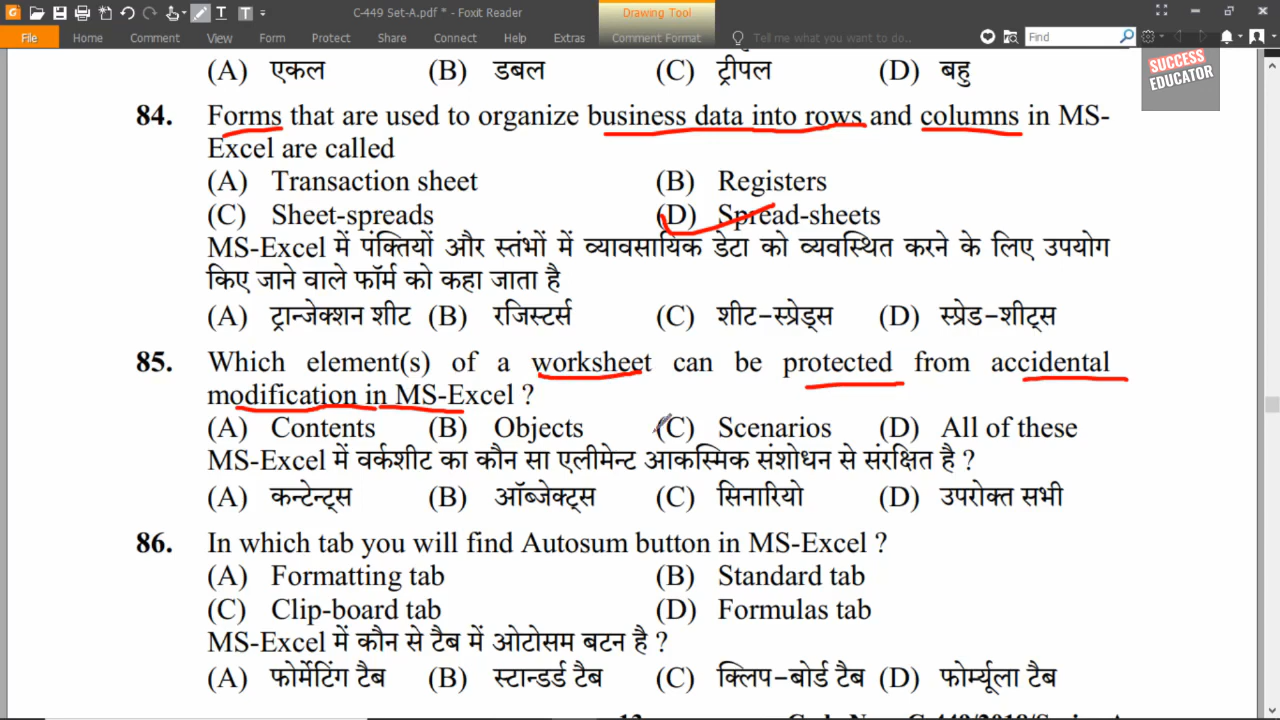 C-449 Set-A.pdf * - Foxit Reader
Drawing Tool
File Home Comment View Form Protect Share Connect Help Extras Comment Format Tell me what you want to do.. Find
SUCCESS
EDUCATOR
(A) एकल (B) डबल (C) ट्रीपल (D) बहु
84. Forms that are used to organize business data into rows and columns in MS-
Excel are called
(A) Transaction sheet (B) Registers
(C) Sheet-spreads (D) Spread-sheets
MS-Excel में पंक्तियों और स्तंभों में व्यावसायिक डेटा को व्यवस्थित करने के लिए उपयोग
किए जाने वाले फॉर्म को कहा जाता है
(A) ट्रान्जेक्शन शीट (B) रजिस्टर्स (C) शीट-स्प्रेड्स (D) स्प्रेड-शीट्स
85. Which element(s) of a worksheet can be protected from accidental
modification in MS-Excel ?
(A) Contents (B) Objects (C) Scenarios (D) All of these
MS-Excel में वर्कशीट का कौन सा एलीमेन्ट आकस्मिक संशोधन से संरक्षित है ?
(A) कन्टेन्ट्स (B) ऑब्जेक्ट्स (C) सिनारियो (D) उपरोक्त सभी
86. In which tab you will find Autosum button in MS-Excel ?
(A) Formatting tab (B) Standard tab
(C) Clip-board tab (D) Formulas tab
MS-Excel में कौन से टैब में ओटोसम बटन है ?
(A) फोर्मेटिंग टैब (B) स्टान्डर्ड टैब (C) क्लिप-बोर्ड टैब (D) फोर्म्यूला टैब